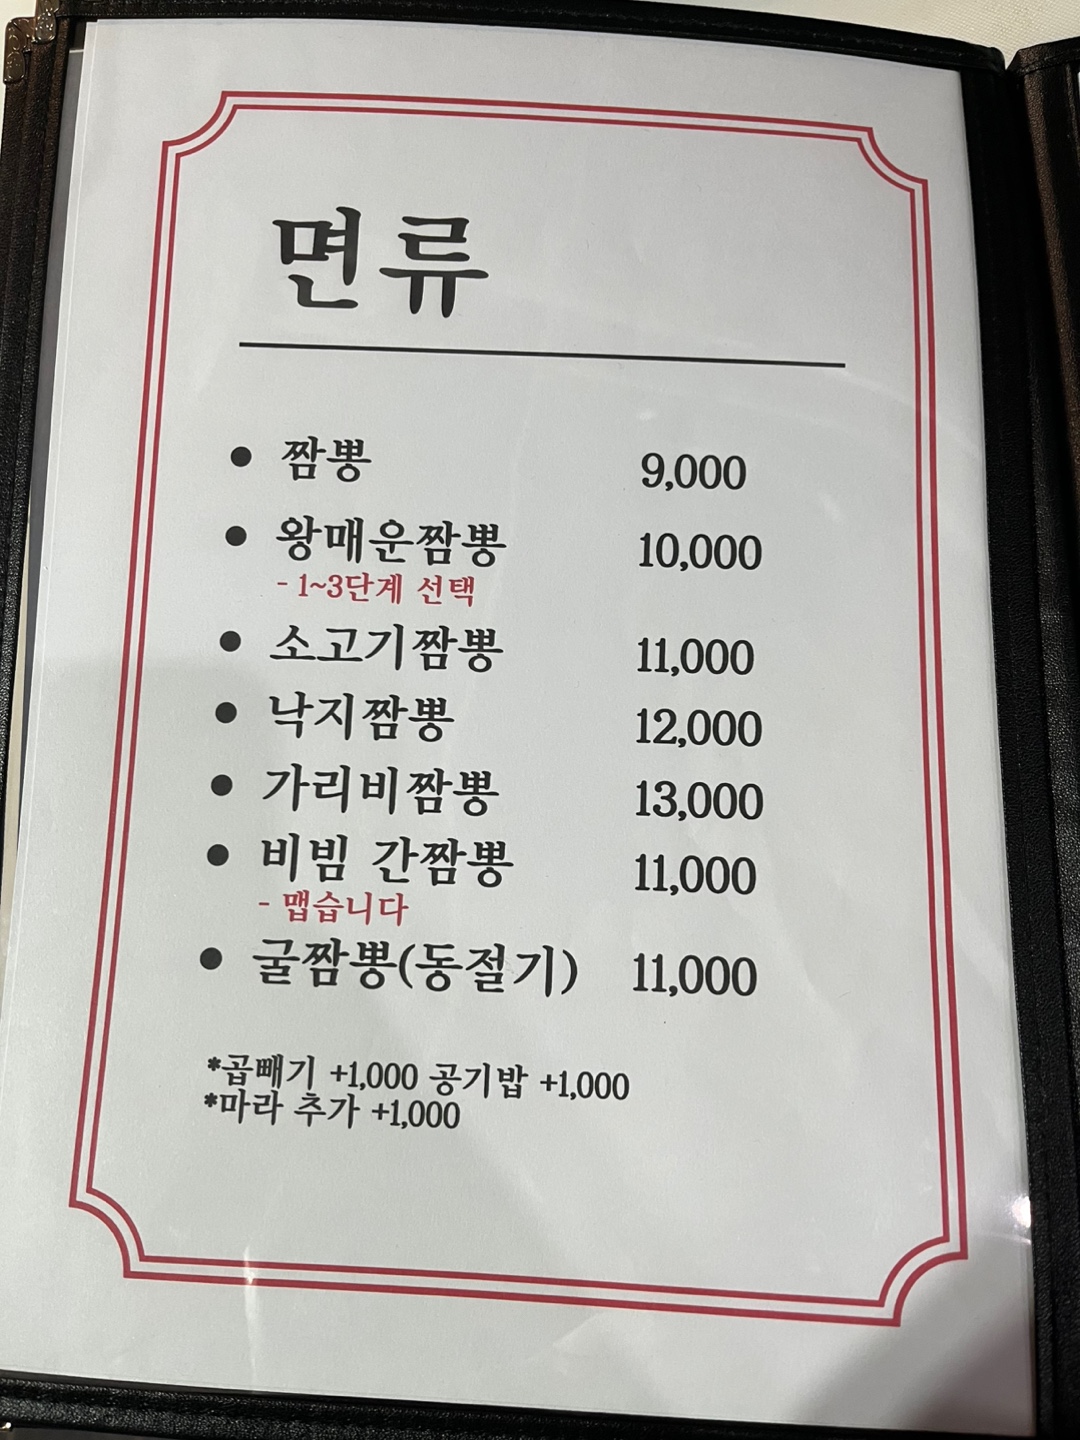 면류
• 짬뽕 9,000
• 왕매운짬뽕 10,000
- 1~3단계 선택
• 소고기짬뽕 11,000
• 낙지짬뽕 12,000
• 가리비짬뽕 13,000
• 비빔 간짬뽕 11,000
- 맵습니다
• 굴짬뽕(동절기) 11,000
*곱빼기 +1,000 공기밥 +1,000
*마라 추가 +1,000